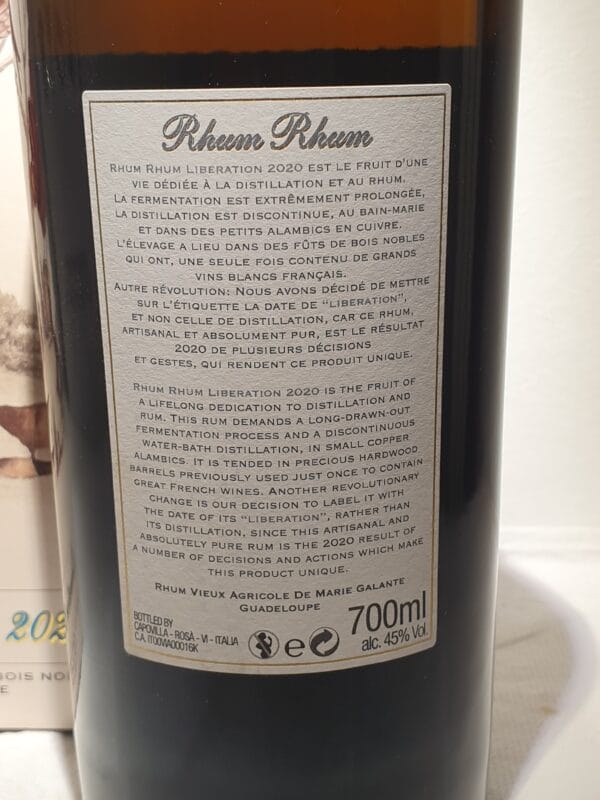 Rhum Rhum
RHUM RHUM LIBERATION 2020 EST LE FRUIT D'UNE
VIE DÉDIÉE À LA DISTILLATION ET AU RHUM.
LA FERMENTATION EST EXTRÊMEMENT PROLONGÉE,
LA DISTILLATION EST DISCONTINUE, AU BAIN-MARIE
ET DANS DES PETITS ALAMBICS EN CUIVRE.
L'ÉLEVAGE A LIEU DANS DES FÛTS DE BOIS NOBLES
QUI ONT, UNE SEULE FOIS CONTENU DE GRANDS
VINS BLANCS FRANÇAIS.
AUTRE RÉVOLUTION: NOUS AVONS DÉCIDÉ DE METTRE
SUR L'ÉTIQUETTE LA DATE DE "LIBERATION",
ET NON CELLE DE DISTILLATION, CAR CE RHUM,
ARTISANAL ET ABSOLUMENT PUR, EST LE RÉSULTAT
2020 DE PLUSIEURS DÉCISIONS
ET GESTES, QUI RENDENT CE PRODUIT UNIQUE.
RHUM RHUM LIBERATION 2020 IS THE FRUIT OF
A LIFELONG DEDICATION TO DISTILLATION AND
RUM. THIS RUM DEMANDS A LONG-DRAWN-OUT
FERMENTATION PROCESS AND A DISCONTINUOUS
WATER-BATH DISTILLATION, IN SMALL COPPER
ALAMBICS. IT IS TENDED IN PRECIOUS HARDWOOD
BARRELS PREVIOUSLY USED JUST ONCE TO CONTAIN
GREAT FRENCH WINES. ANOTHER REVOLUTIONARY
CHANGE IS OUR DECISION TO LABEL IT WITH
THE DATE OF ITS "LIBERATION", RATHER THAN
ITS DISTILLATION, SINCE THIS ARTISANAL AND
ABSOLUTELY PURE RUM IS THE 2020 RESULT OF
A NUMBER OF DECISIONS AND ACTIONS WHICH MAKE
THIS PRODUCT UNIQUE.
RHUM VIEUX AGRICOLE DE MARIE GALANTE
GUADELOUPE
BOTTLED BY
CAPOVILLA - ROSÀ - VI - ITALIA
C.A. IT00VIA00016K
e
700ml
alc. 45% Vol.
202
BOIS NO
E